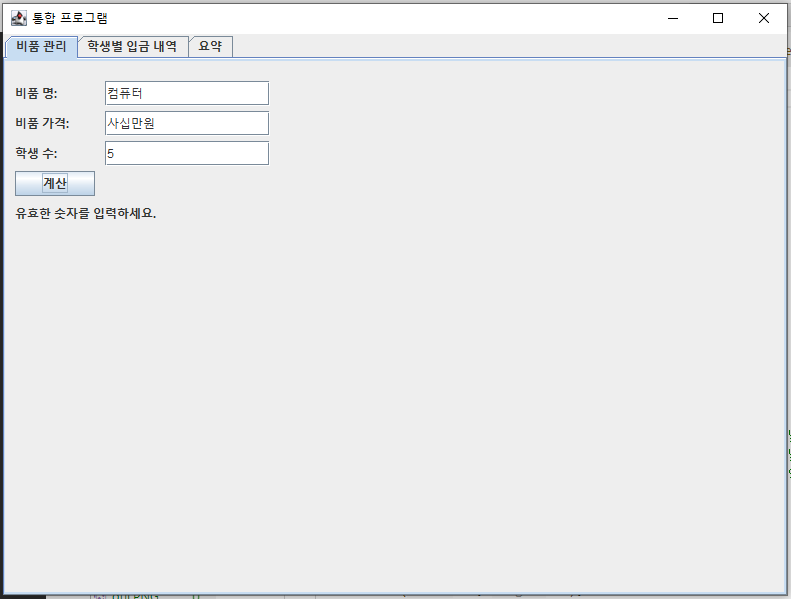 통합 프로그램
비품 관리 학생별 입금 내역 요약
비품 명: 컴퓨터
비품 가격: 사십만원
학생 수: 5
계산
유효한 숫자를 입력하세요.